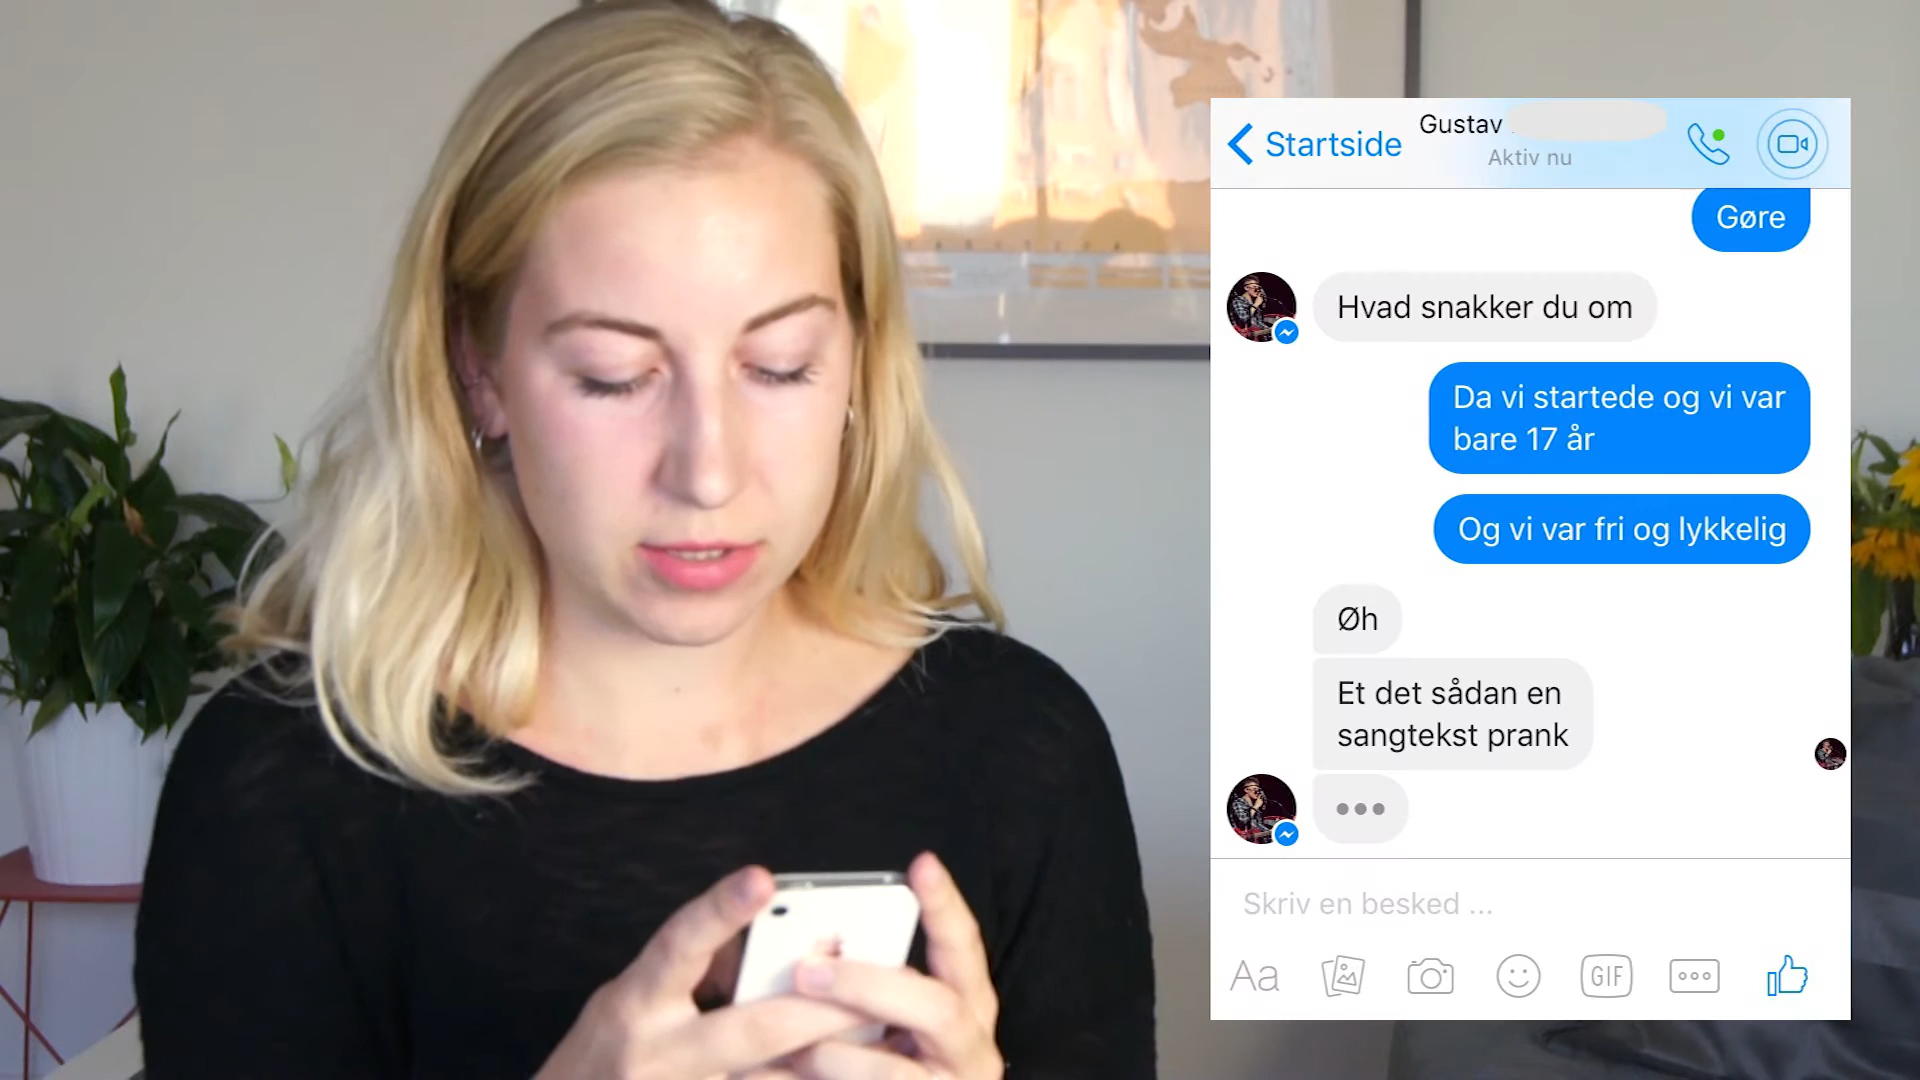 Startside
Gustav
Aktiv nu
Gøre
Hvad snakker du om
Da vi startede og vi var
bare 17 år
Og vi var fri og lykkelig
Øh
Et det sådan en
sangtekst prank
Skriv en besked ...
Aa
GIF